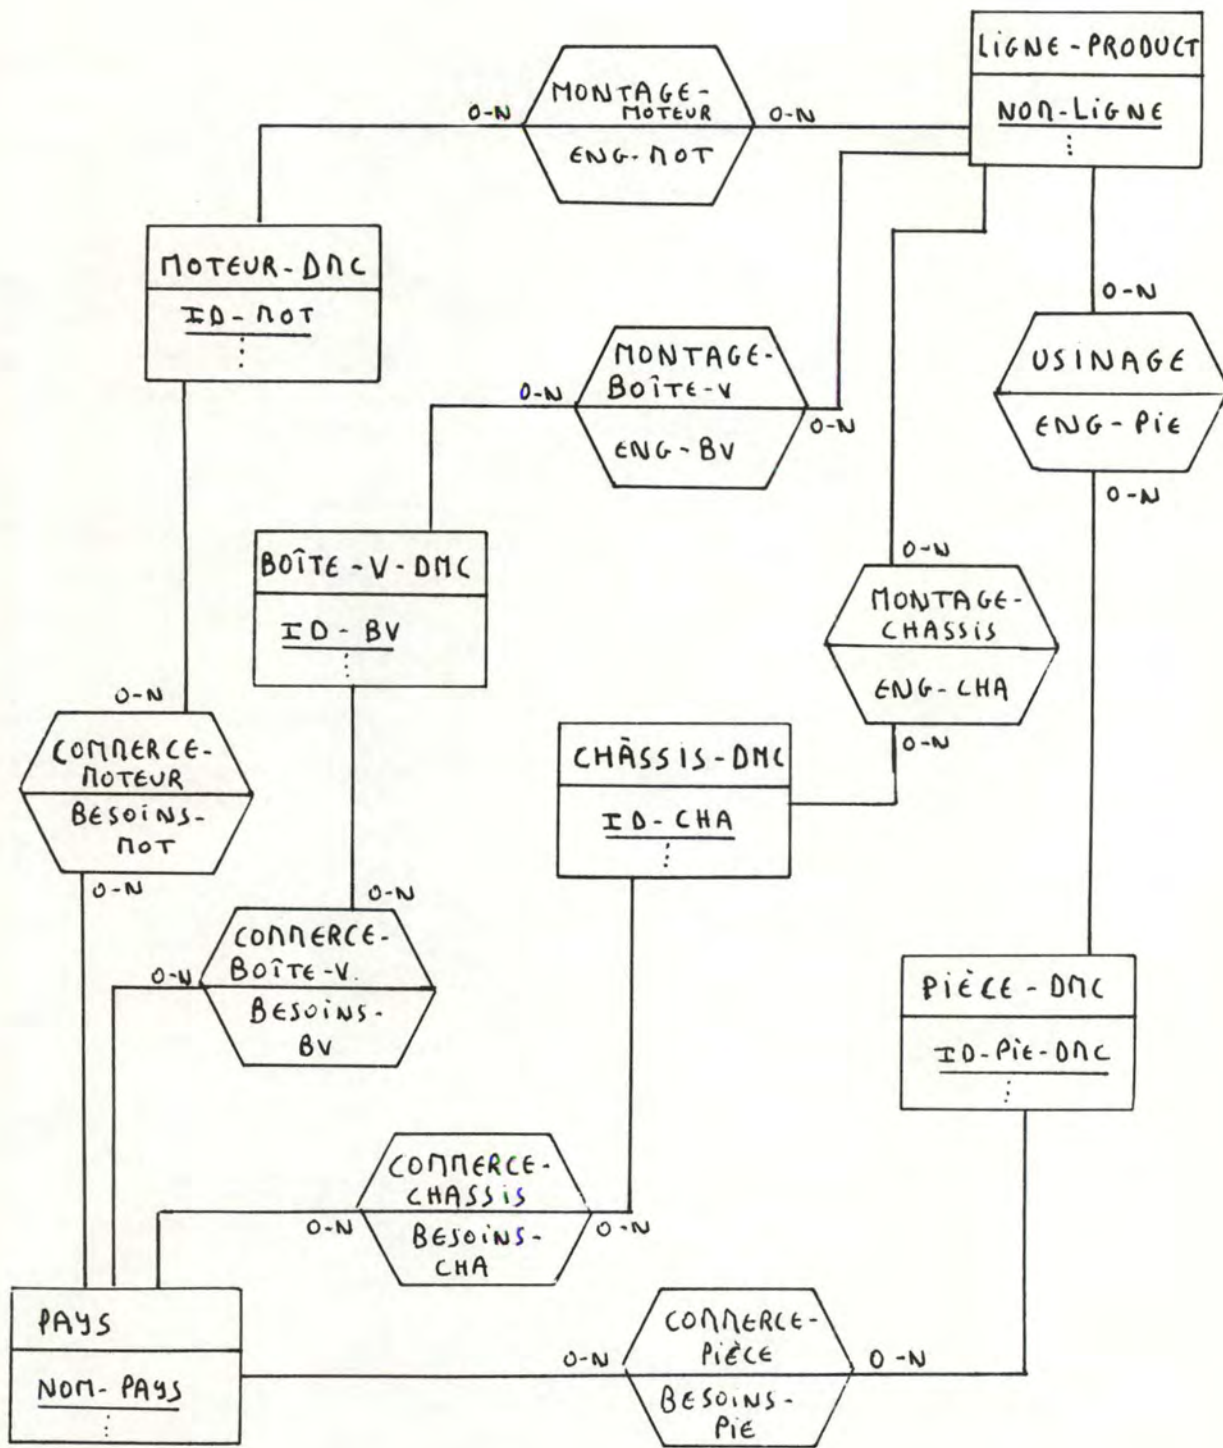 LIGNE-PRODUCT
NOM-LIGNE
MONTAGE-
MOTEUR
0-N
0-N
ENG-MOT
MOTEUR-DMC
ID-MOT
0-N
USINAGE
ENG-PIE
0-N
MONTAGE-
BOÎTE-V
0-N
0-N
ENG-BV
BOÎTE-V-DMC
ID-BV
0-N
MONTAGE-
CHASSIS
ENG-CHA
0-N
0-N
COMMERCE-
MOTEUR
BESOINS-
MOT
0-N
CHÂSSIS-DMC
ID-CHA
0-N
COMMERCE-
BOÎTE-V.
0-N
BESOINS-
BV
PIÈCE-DMC
ID-PIE-DMC
COMMERCE-
CHASSIS
0-N
0-N
BESOINS-
CHA
PAYS
NOM-PAYS
COMMERCE-
PIÈCE
0-N
0-N
BESOINS-
PIE